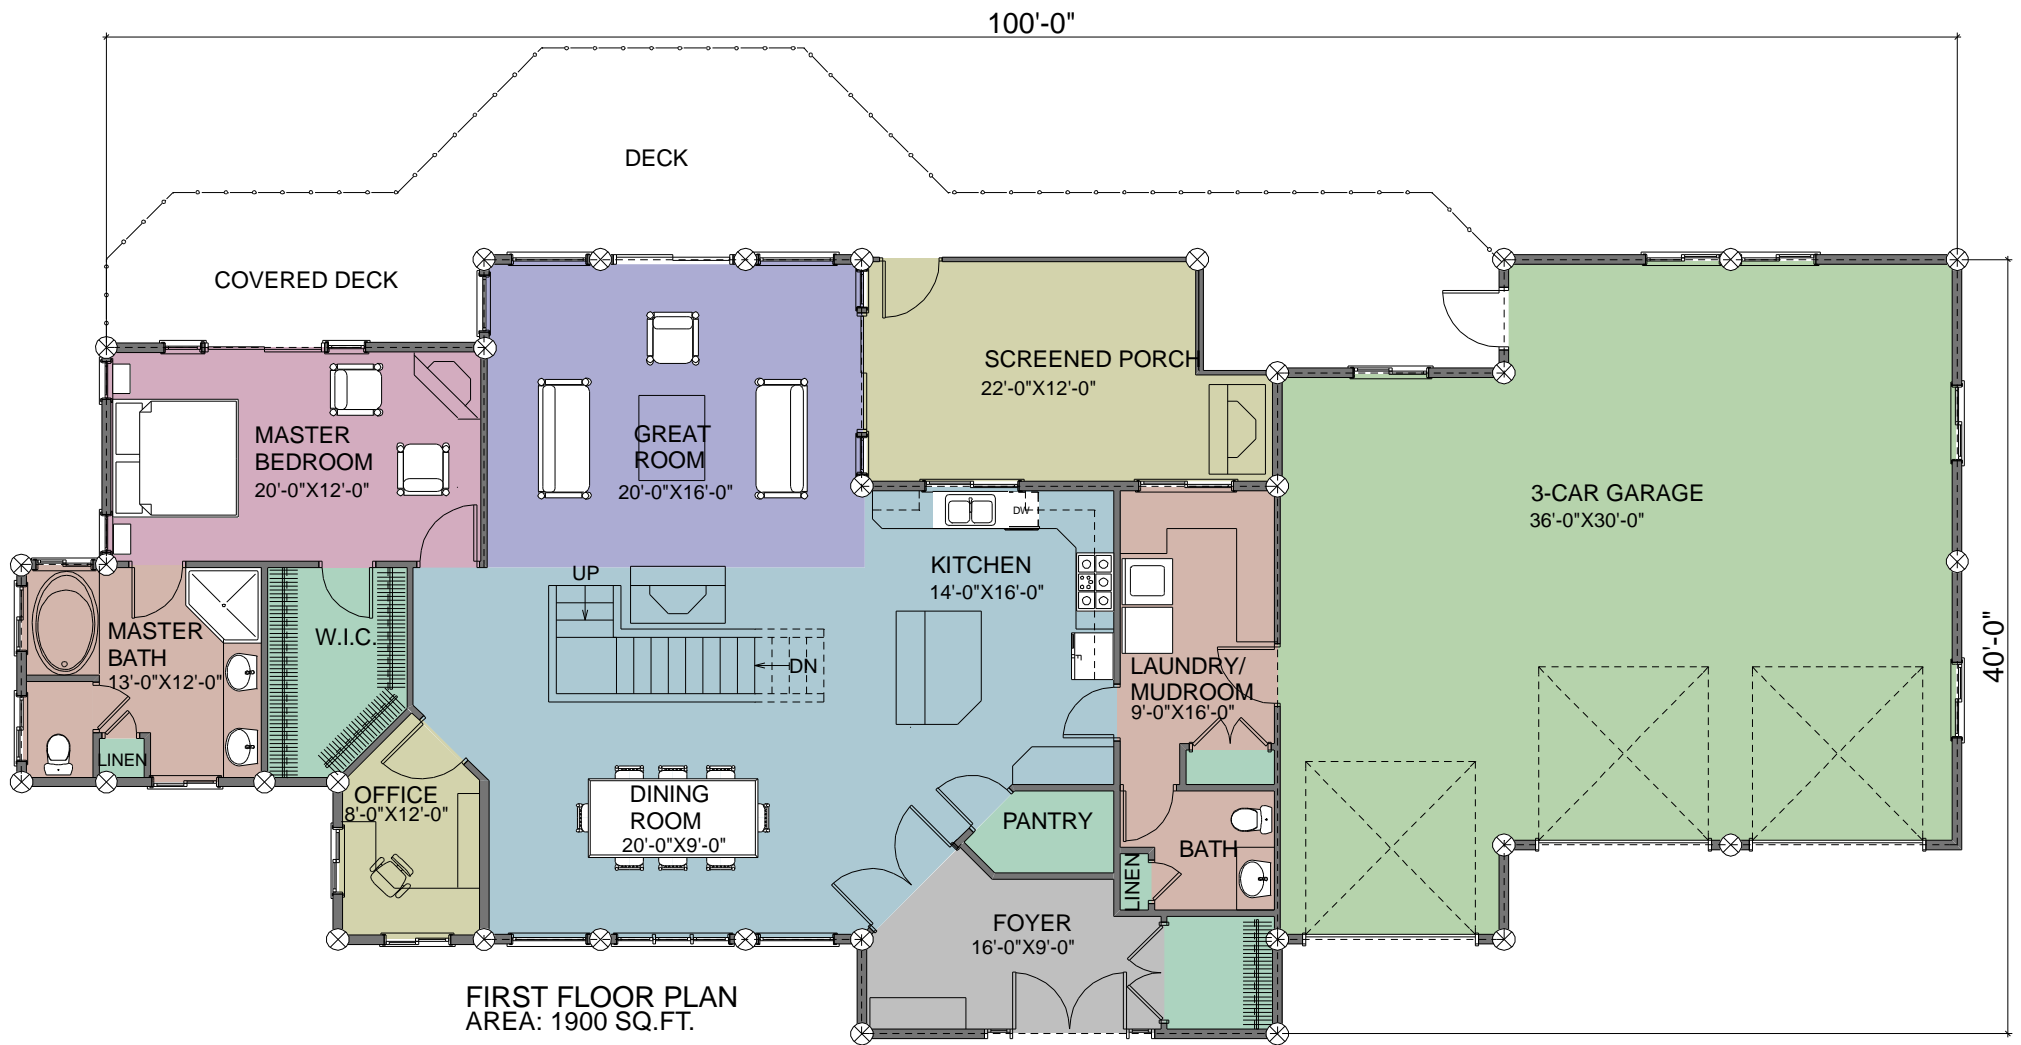 100'-0"
DECK
COVERED DECK
SCREENED PORCH
22'-0"X12'-0"
MASTER
BEDROOM
20'-0"X12'-0"
GREAT
ROOM
20'-0"X16'-0"
3-CAR GARAGE
36'-0"X30'-0"
DW
KITCHEN
14'-0"X16'-0"
UP
W.I.C.
MASTER
BATH
13'-0"X12'-0"
DN
F
LAUNDRY/
MUDROOM
9'-0"X16'-0"
40'-0"
LINEN
OFFICE
8'-0"X12'-0"
DINING
ROOM
20'-0"X9'-0"
PANTRY
BATH
LINEN
FOYER
16'-0"X9'-0"
FIRST FLOOR PLAN
AREA: 1900 SQ.FT.